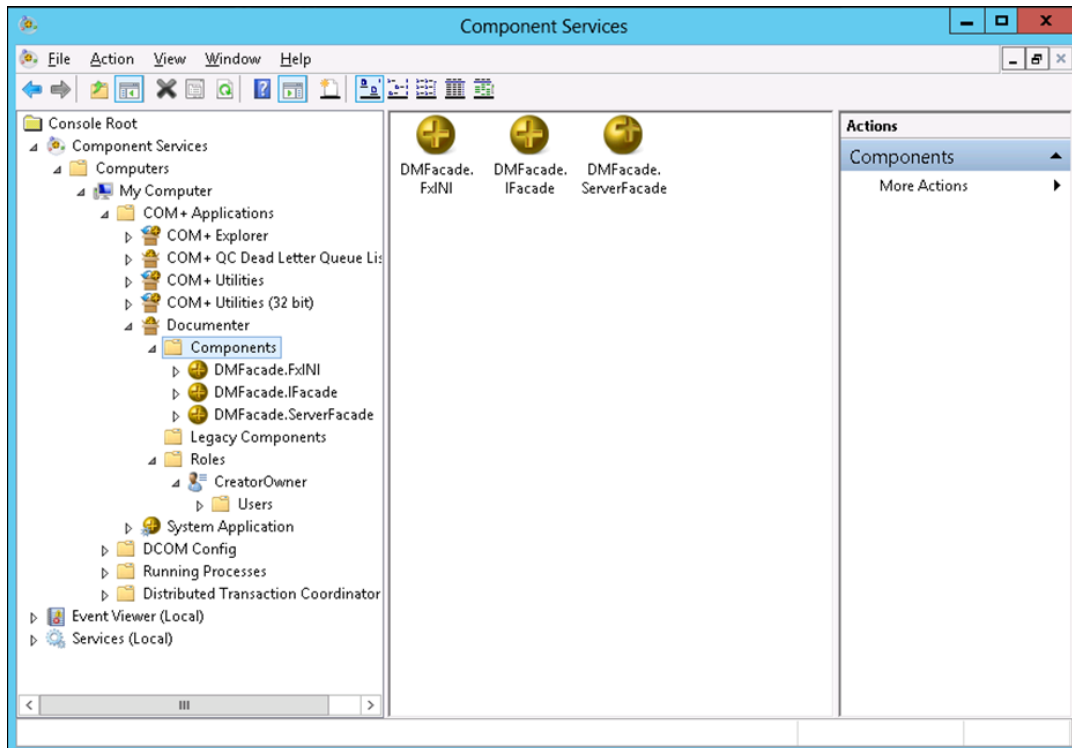 Component Services
File Action View Window Help
Console Root
Component Services
Computers
My Computer
COM+ Applications
COM+ Explorer
COM+ QC Dead Letter Queue Lis
COM+ Utilities
COM+ Utilities (32 bit)
Documenter
Components
DMFacade.FxINI
DMFacade.IFacade
DMFacade.ServerFacade
Legacy Components
Roles
CreatorOwner
Users
System Application
DCOM Config
Running Processes
Distributed Transaction Coordinator
Event Viewer (Local)
Services (Local)
DMFacade.
FxINI
DMFacade.
IFacade
DMFacade.
ServerFacade
Actions
Components
More Actions